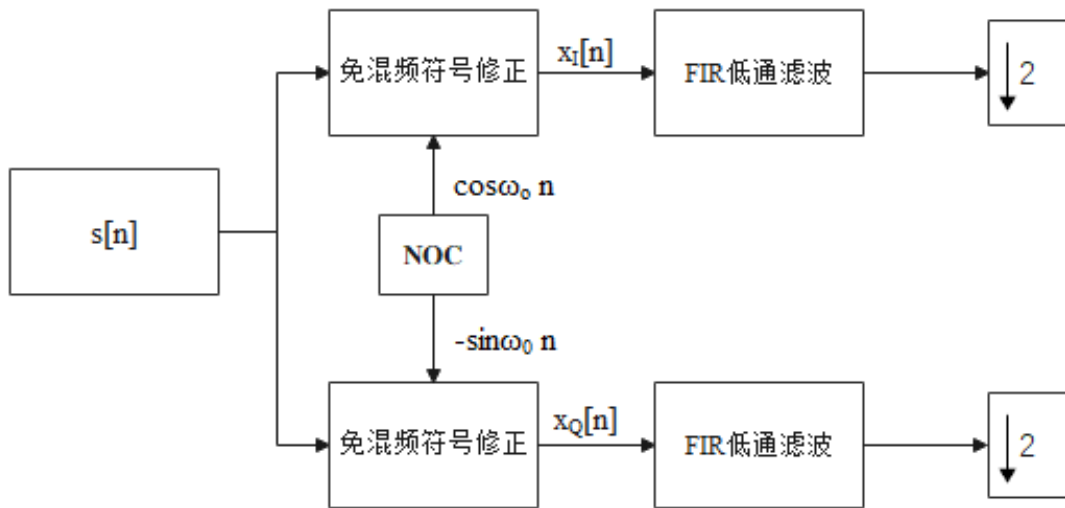 免混频符号修正
x_I[n]
FIR低通滤波
2
cosω₀ n
s[n]
NOC
-sinω₀ n
免混频符号修正
x_Q[n]
FIR低通滤波
2